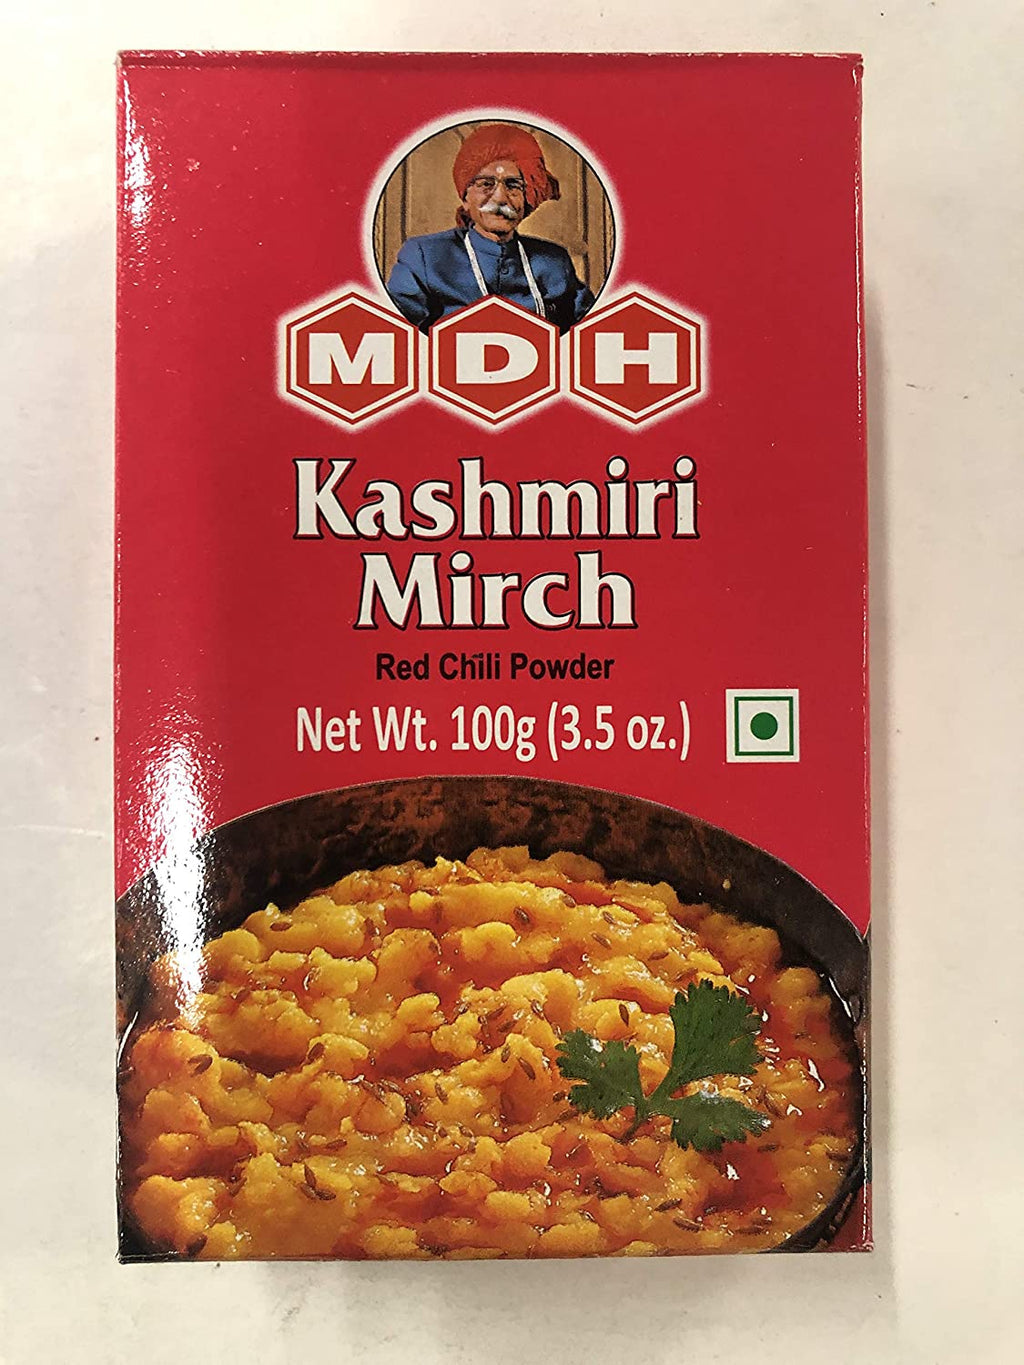 MDH
Kashmiri
Mirch
Red Chili Powder
Net Wt. 100g (3.5 oz.)